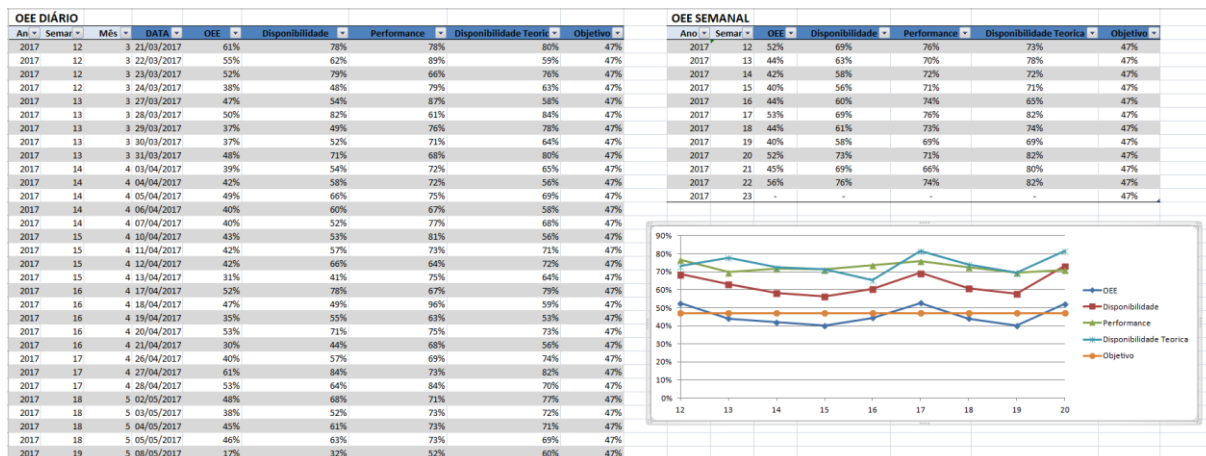 OEE DIÁRIO
An Semar Mês DATA OEE Disponibilidade Performance Disponibilidade Teoric Objetivo
2017 12 3 21/03/2017 61% 78% 78% 80% 47%
2017 12 3 22/03/2017 55% 62% 89% 59% 47%
2017 12 3 23/03/2017 52% 79% 66% 76% 47%
2017 12 3 24/03/2017 38% 48% 79% 63% 47%
2017 13 3 27/03/2017 47% 54% 87% 58% 47%
2017 13 3 28/03/2017 50% 82% 61% 84% 47%
2017 13 3 29/03/2017 37% 49% 76% 78% 47%
2017 13 3 30/03/2017 37% 52% 71% 64% 47%
2017 13 3 31/03/2017 48% 71% 68% 80% 47%
2017 14 4 03/04/2017 39% 54% 72% 65% 47%
2017 14 4 04/04/2017 42% 58% 72% 56% 47%
2017 14 4 05/04/2017 49% 66% 75% 69% 47%
2017 14 4 06/04/2017 40% 60% 67% 58% 47%
2017 14 4 07/04/2017 40% 52% 77% 68% 47%
2017 15 4 10/04/2017 43% 53% 81% 56% 47%
2017 15 4 11/04/2017 42% 57% 73% 71% 47%
2017 15 4 12/04/2017 42% 66% 64% 72% 47%
2017 15 4 13/04/2017 31% 41% 75% 64% 47%
2017 16 4 17/04/2017 52% 78% 67% 79% 47%
2017 16 4 18/04/2017 47% 49% 96% 59% 47%
2017 16 4 19/04/2017 35% 55% 63% 53% 47%
2017 16 4 20/04/2017 53% 71% 75% 73% 47%
2017 16 4 21/04/2017 30% 44% 68% 56% 47%
2017 17 4 26/04/2017 40% 57% 69% 74% 47%
2017 17 4 27/04/2017 61% 84% 73% 82% 47%
2017 17 4 28/04/2017 53% 64% 84% 70% 47%
2017 18 5 02/05/2017 48% 68% 71% 77% 47%
2017 18 5 03/05/2017 38% 52% 73% 72% 47%
2017 18 5 04/05/2017 45% 61% 73% 71% 47%
2017 18 5 05/05/2017 46% 63% 73% 69% 47%
2017 19 5 08/05/2017 17% 32% 52% 60% 47%
OEE SEMANAL
Ano Semar OEE Disponibilidade Performance Disponibilidade Teorica Objetivo
2017 12 52% 69% 76% 73% 47%
2017 13 44% 63% 70% 78% 47%
2017 14 42% 58% 72% 72% 47%
2017 15 40% 56% 71% 71% 47%
2017 16 44% 60% 74% 65% 47%
2017 17 53% 69% 76% 82% 47%
2017 18 44% 61% 73% 74% 47%
2017 19 40% 58% 69% 69% 47%
2017 20 52% 73% 71% 82% 47%
2017 21 45% 69% 66% 80% 47%
2017 22 56% 76% 74% 82% 47%
2017 23 - - - - 47%
90%
80%
70%
60%
50%
40%
30%
20%
10%
0%
12 13 14 15 16 17 18 19 20
OEE
Disponibilidade
Performance
Disponibilidade Teorica
Objetivo